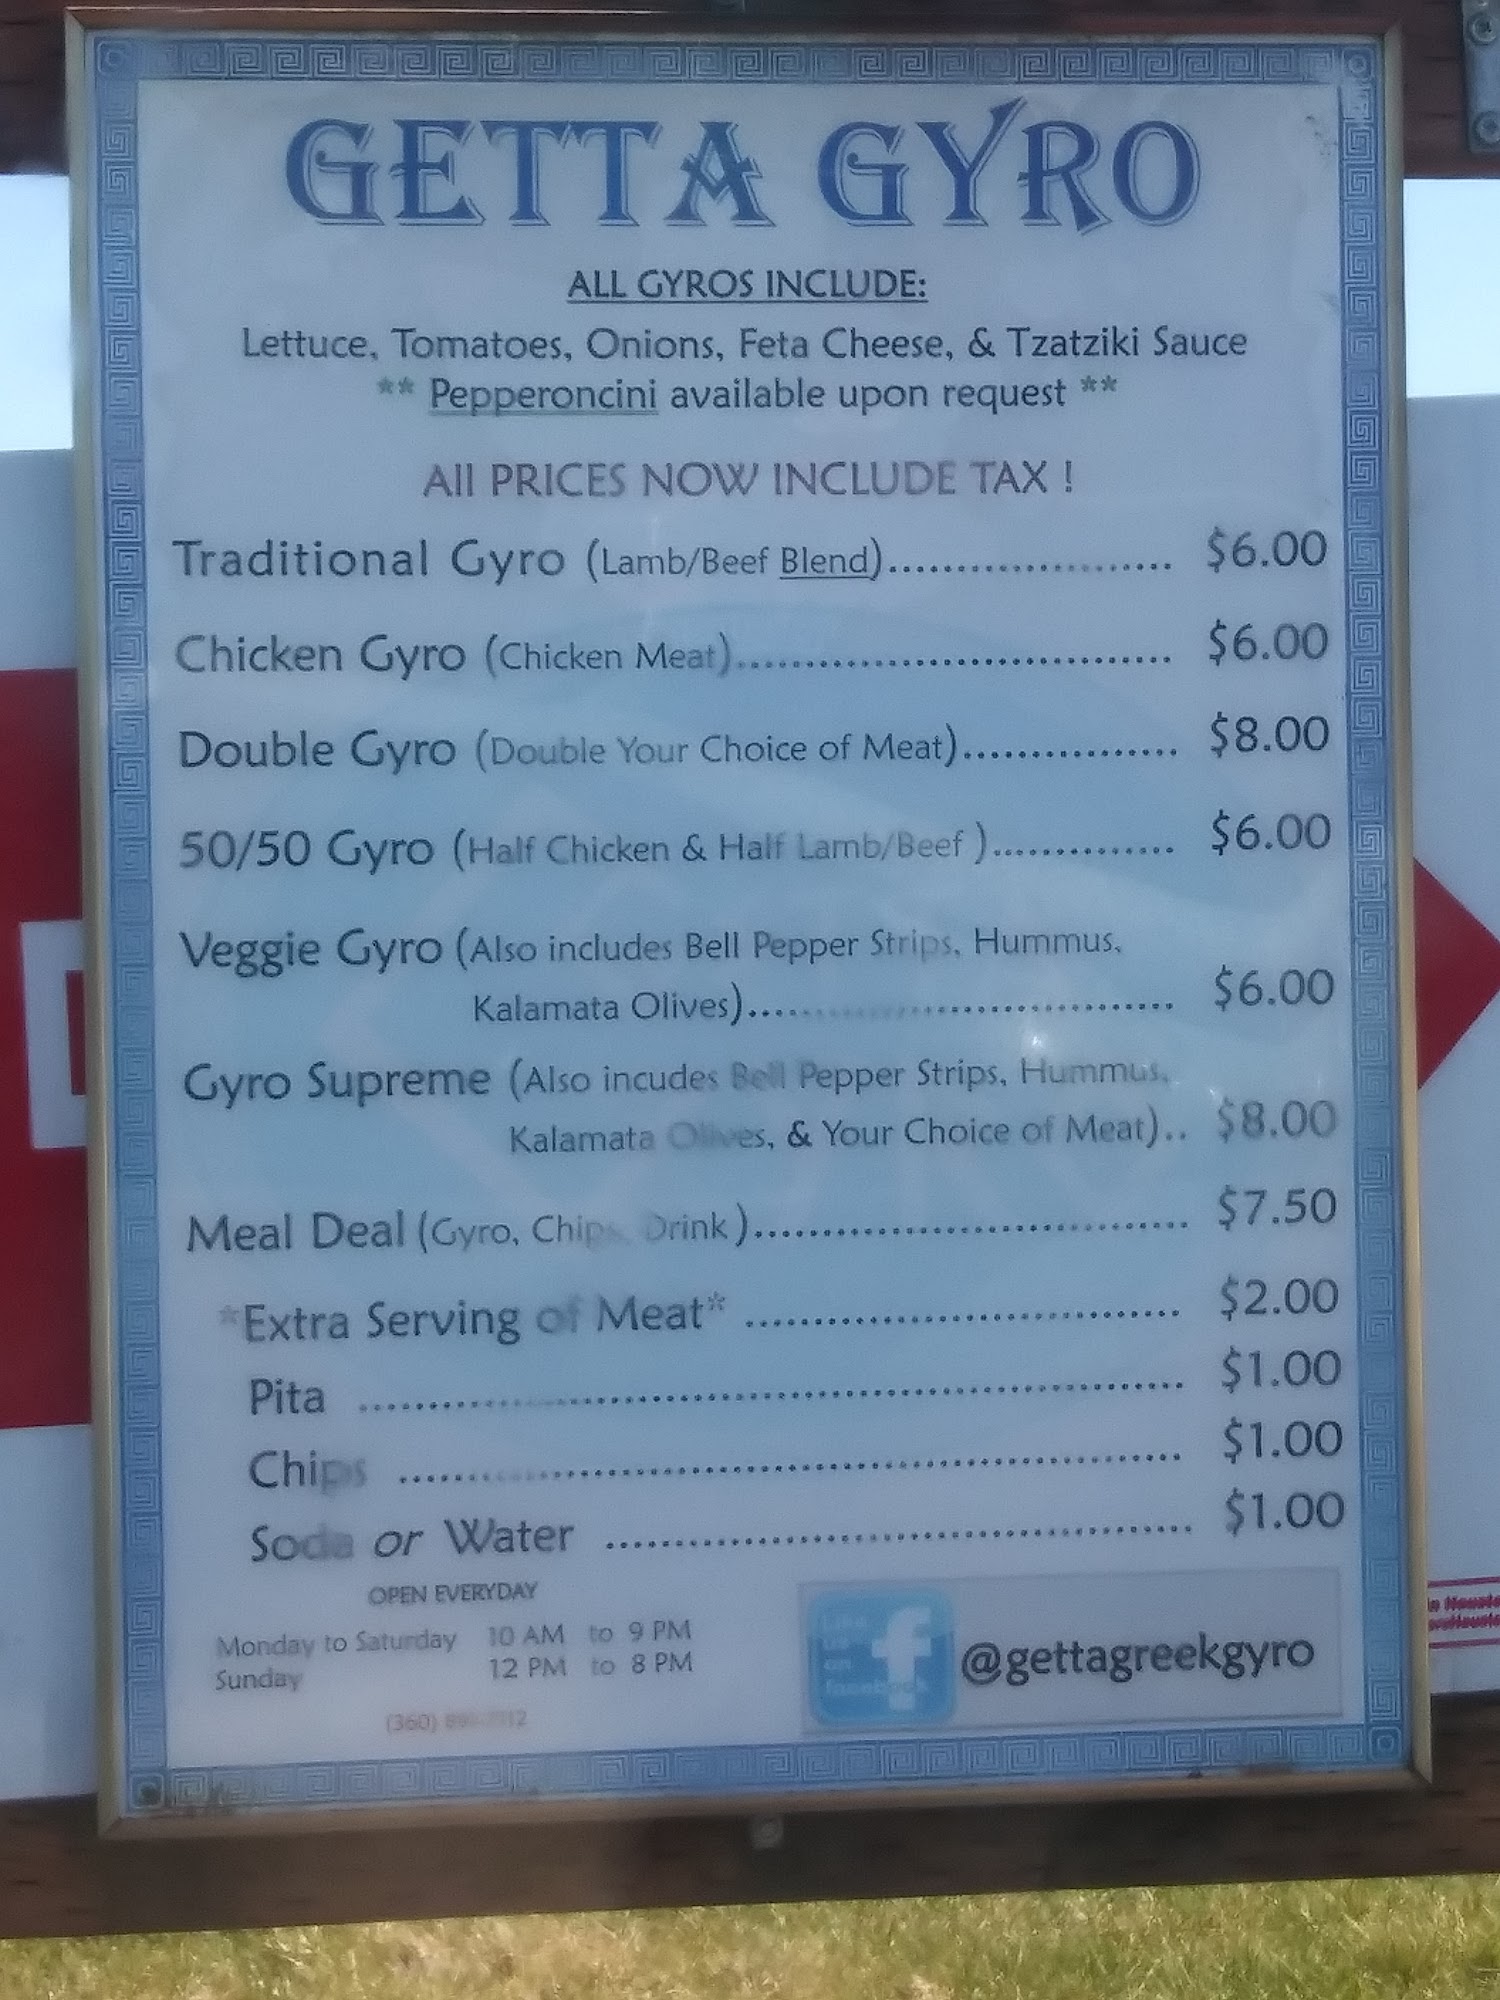 GETTA GYRO
ALL GYROS INCLUDE:
Lettuce, Tomatoes, Onions, Feta Cheese, & Tzatziki Sauce
** Pepperoncini available upon request **
All PRICES NOW INCLUDE TAX !
Traditional Gyro (Lamb/Beef Blend)..................... $6.00
Chicken Gyro (Chicken Meat)................................ $6.00
Double Gyro (Double Your Choice of Meat)................ $8.00
50/50 Gyro (Half Chicken & Half Lamb/Beef ).............. $6.00
Veggie Gyro (Also includes Bell Pepper Strips, Hummus,
Kalamata Olives)................................ $6.00
Gyro Supreme (Also incudes Bell Pepper Strips, Hummus,
Kalamata Olives, & Your Choice of Meat).. $8.00
Meal Deal (Gyro, Chips, Drink )................................ $7.50
*Extra Serving of Meat* ................................ $2.00
Pita ............................................................ $1.00
Chips .......................................................... $1.00
Soda or Water ........................................... $1.00
OPEN EVERYDAY
Monday to Saturday 10 AM to 9 PM
Sunday 12 PM to 8 PM
(360)
f @gettagreekgyro